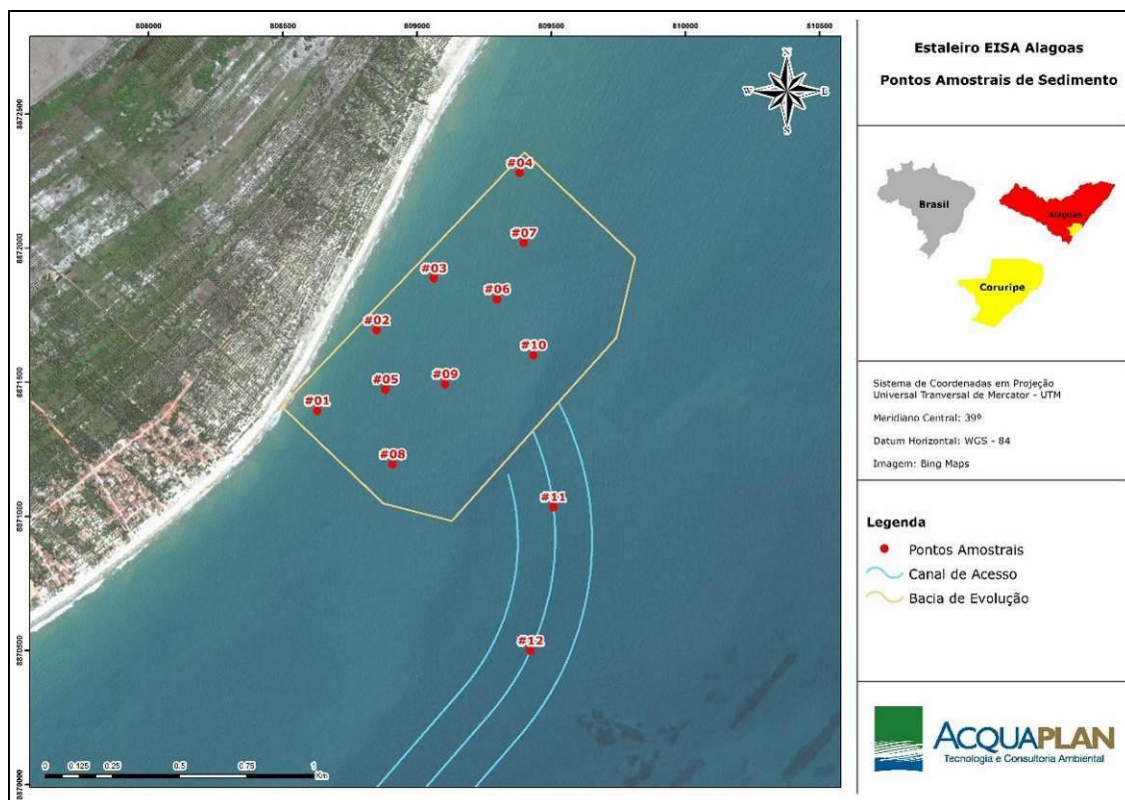 808000 808500 809000 809500 810000 810500
8872500
8872000
8871500
8871000
8870500
8870000
N
W E
S
#04
#07
#03
#06
#02
#10
#09
#05
#01
#08
#11
#12
0 0.125 0.25 0.5 0.75 1
Km
Estaleiro EISA Alagoas
Pontos Amostrais de Sedimento
Brasil
Alagoas
Coruripe
Sistema de Coordenadas em Projeção
Universal Tranversal de Mercator - UTM
Meridiano Central: 39º
Datum Horizontal: WGS - 84
Imagem: Bing Maps
Legenda
Pontos Amostrais
Canal de Acesso
Bacia de Evolução
ACQUAPLAN
Tecnologia e Consultoria Ambiental